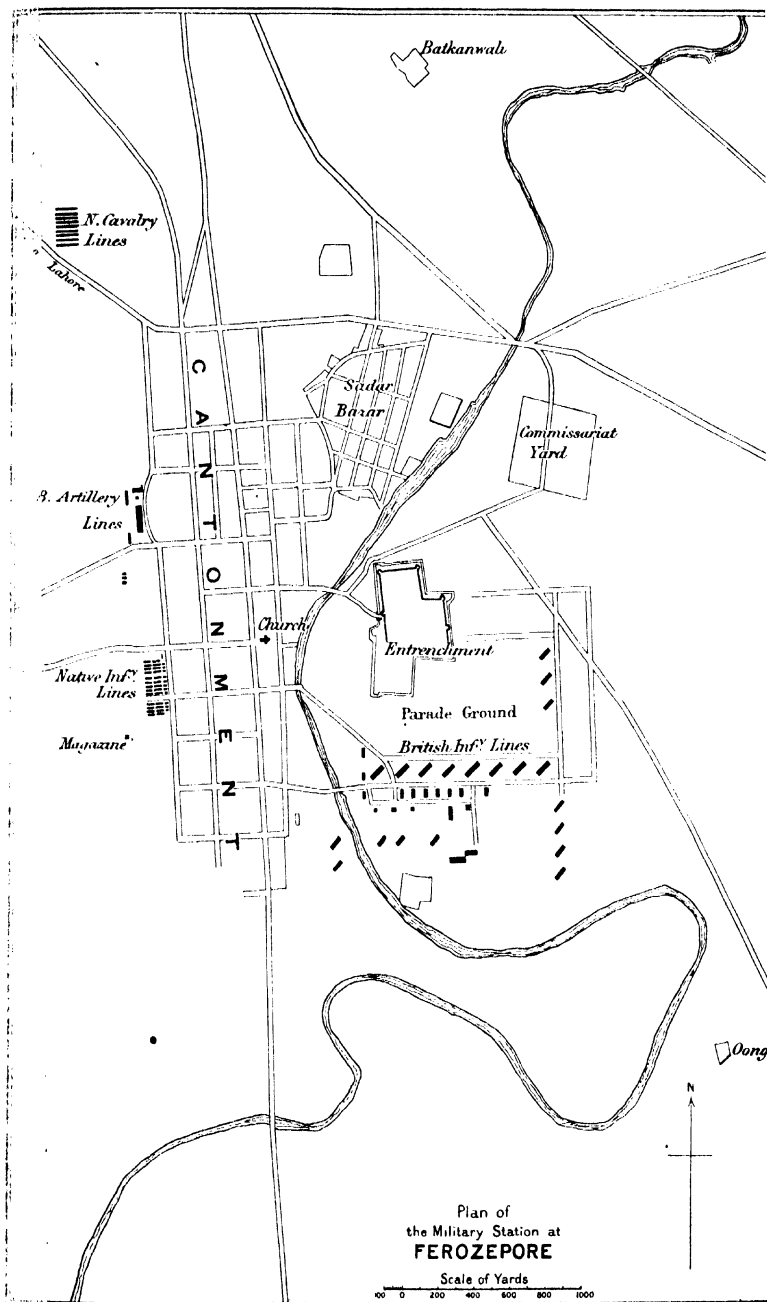 Batkanwali
N. Cavalry
Lines
Lahore
Sadar
Bazar
Commissariat
Yard
B. Artillery
Lines
CANTONMENT
Church
Entrenchment
Native Infy.
Lines
Parade Ground
British Infy. Lines
Magazine
Oong
N
Plan of
the Military Station at
FEROZEPORE
Scale of Yards
100 0 200 400 600 800 1000